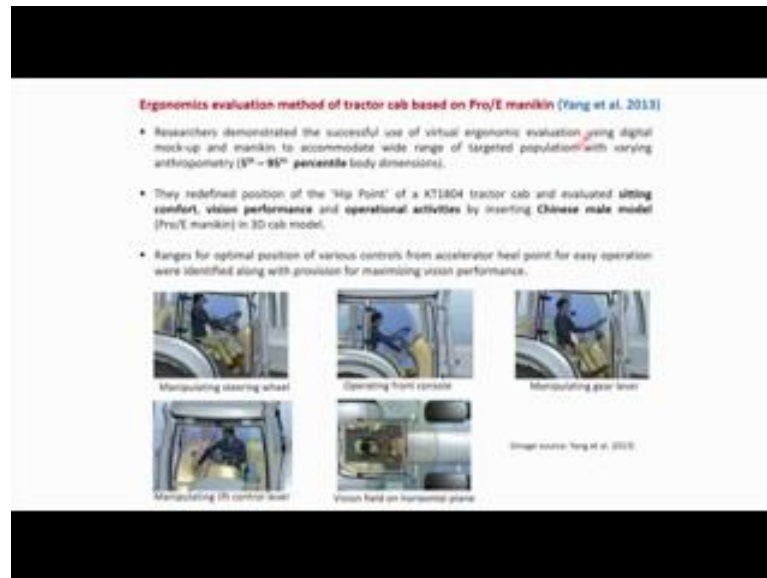 Ergonomics evaluation method of tractor cab based on Pro/E manikin (Yang et al. 2013)
• Researchers demonstrated the successful use of virtual ergonomic evaluation using digital
mock-up and manikin to accommodate wide range of targeted population with varying
anthropometry (5th – 95th percentile body dimensions).
• They redefined position of the 'Hip Point' of a KT1804 tractor cab and evaluated sitting
comfort, vision performance and operational activities by inserting Chinese male model
(Pro/E manikin) in 3D cab model.
• Ranges for optimal position of various controls from accelerator heel point for easy operation
were identified along with provision for maximizing vision performance.
Manipulating steering wheel
Operating front console
Manipulating gear lever
Manipulating lift control lever
Vision field on horizontal plane
(Image source: Yang et al. 2013)